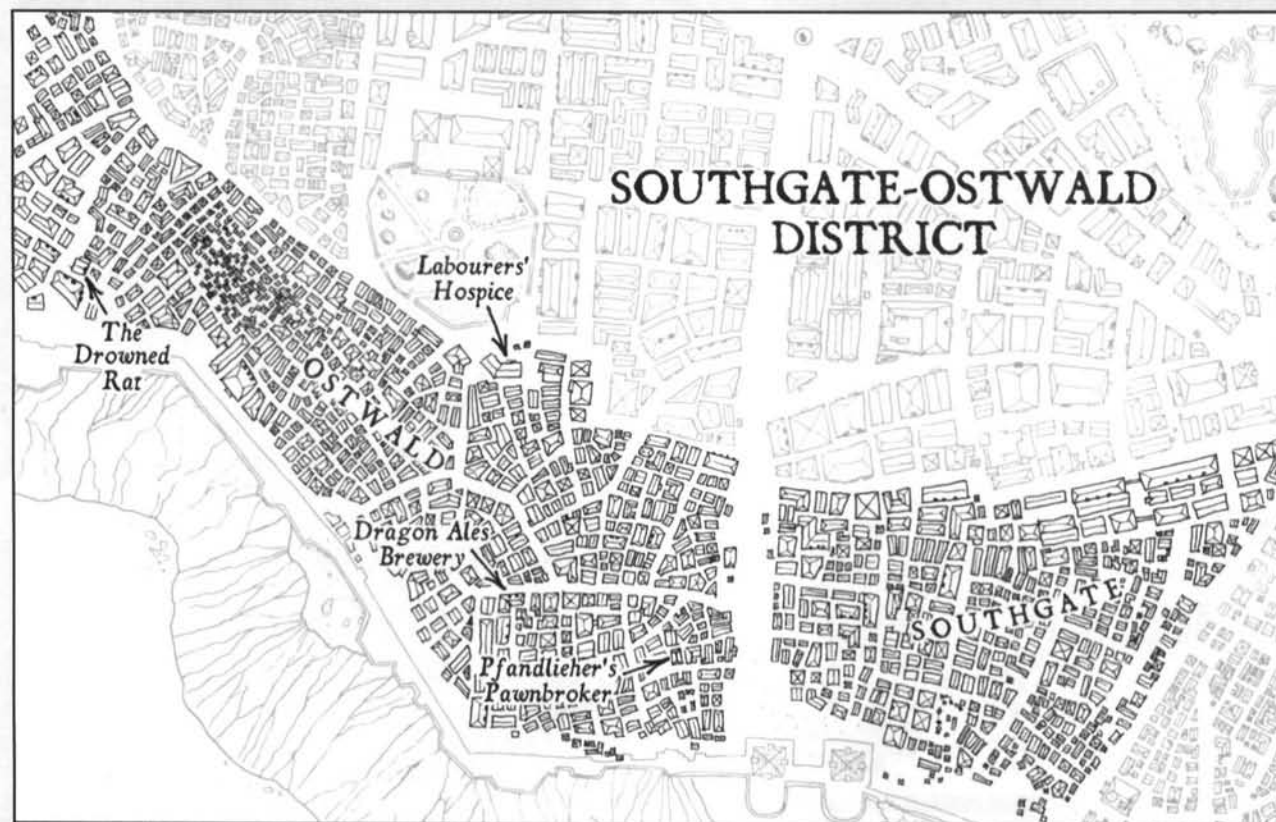 SOUTHGATE-OSTWALD
DISTRICT
Labourers'
Hospice
The
Drowned
Rat
OSTWALD
Dragon Ales
Brewery
SOUTHGATE
Pfandlieher's
Pawnbroker